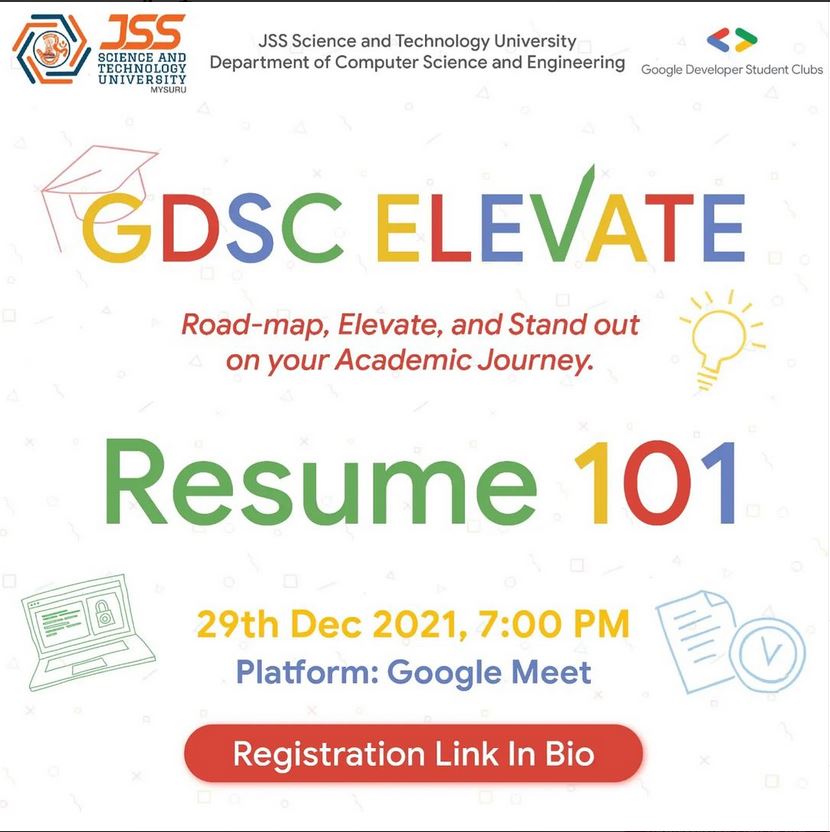 JSS
SCIENCE AND
TECHNOLOGY
UNIVERSITY
MYSURU
JSS Science and Technology University
Department of Computer Science and Engineering
Google Developer Student Clubs
GDSC ELEVATE
Road-map, Elevate, and Stand out
on your Academic Journey.
Resume 101
29th Dec 2021, 7:00 PM
Platform: Google Meet
Registration Link In Bio